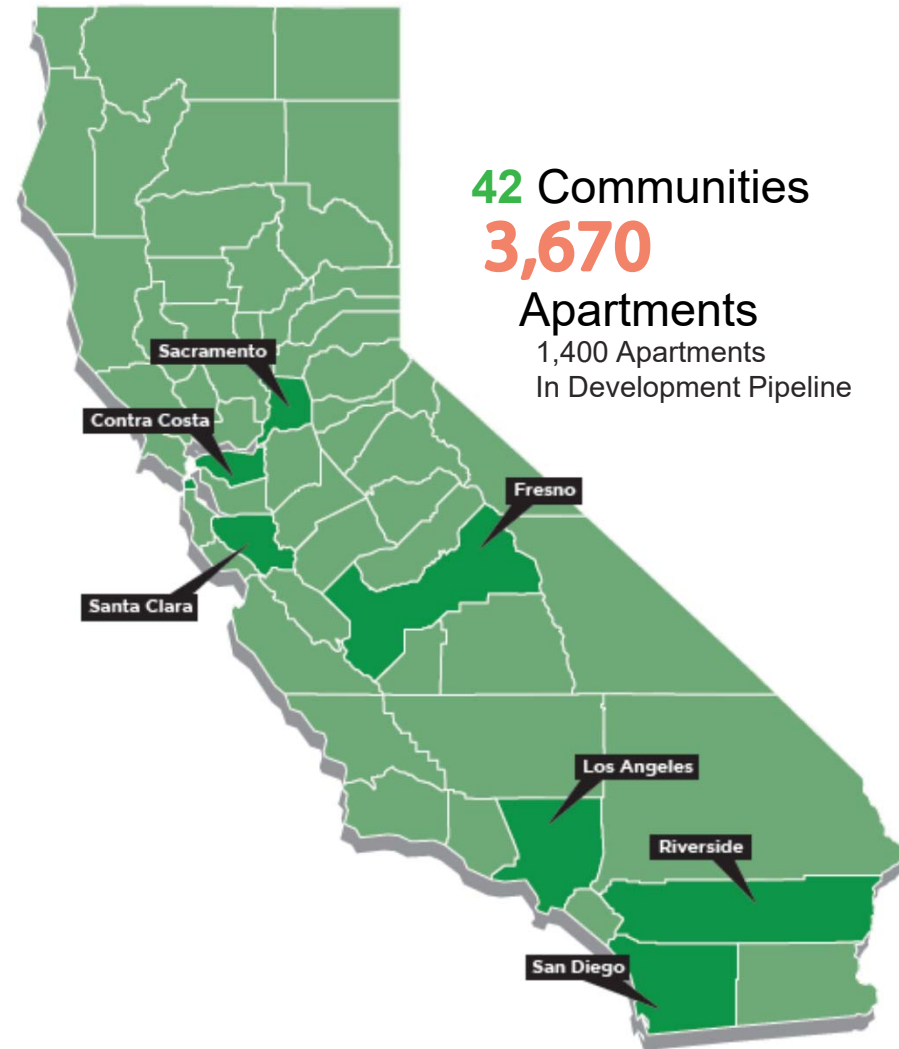 42 Communities
3,670
Apartments
1,400 Apartments
In Development Pipeline
Sacramento
Contra Costa
Fresno
Santa Clara
Los Angeles
Riverside
San Diego